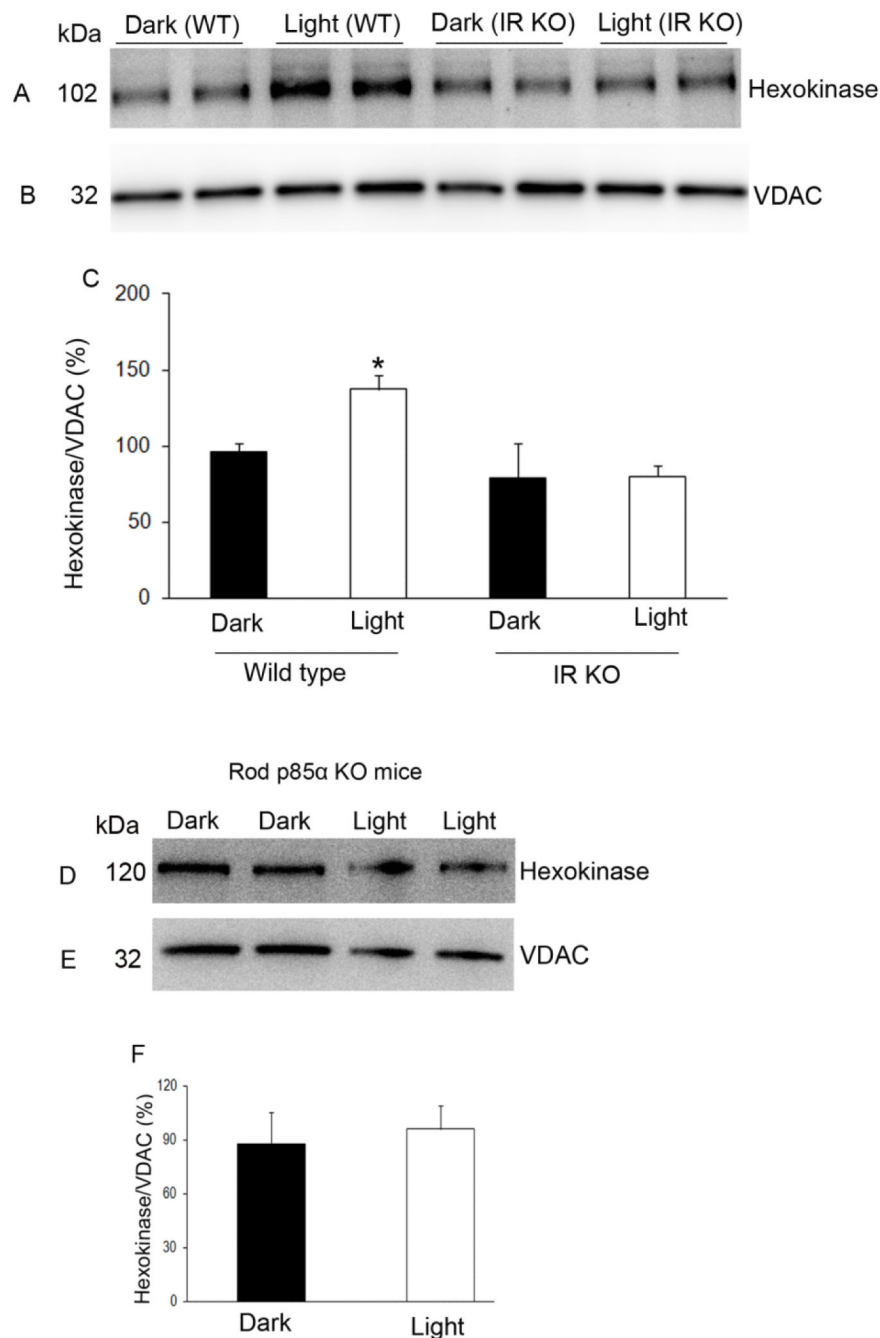 kDa Dark (WT) Light (WT) Dark (IR KO) Light (IR KO)
A 102 Hexokinase
B 32 VDAC
C
200
150
100
50
0
Hexokinase/VDAC (%)
*
Dark Light Dark Light
Wild type IR KO
Rod p85α KO mice
kDa Dark Dark Light Light
D 120 Hexokinase
E 32 VDAC
F
120
90
60
30
0
Hexokinase/VDAC (%)
Dark Light